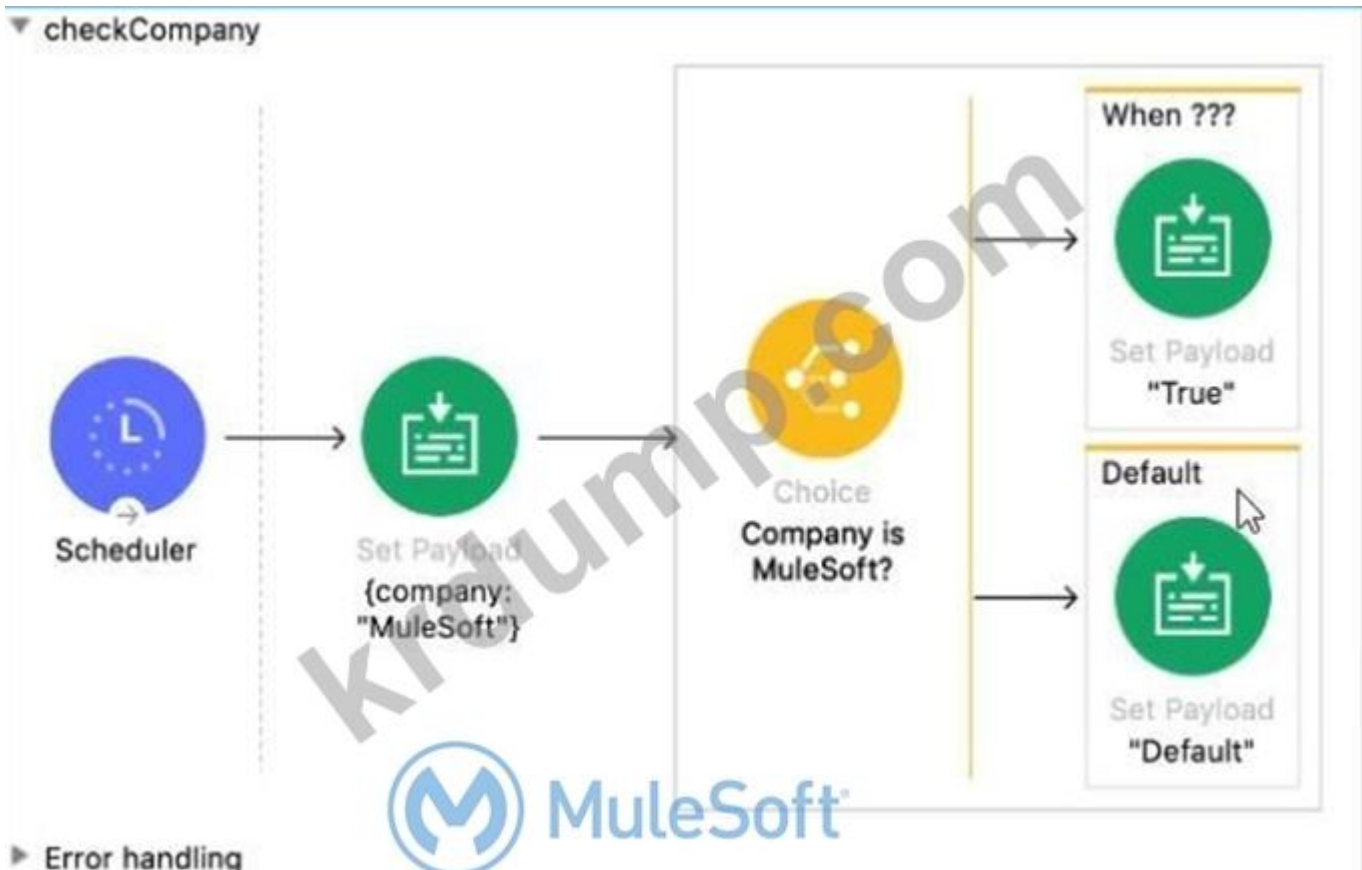 checkCompany
When ???
Set Payload
"True"
Scheduler
Set Payload
{company:
"MuleSoft"}
Choice
Company is
MuleSoft?
Default
Set Payload
"Default"
krdump.com
MuleSoft
Error handling